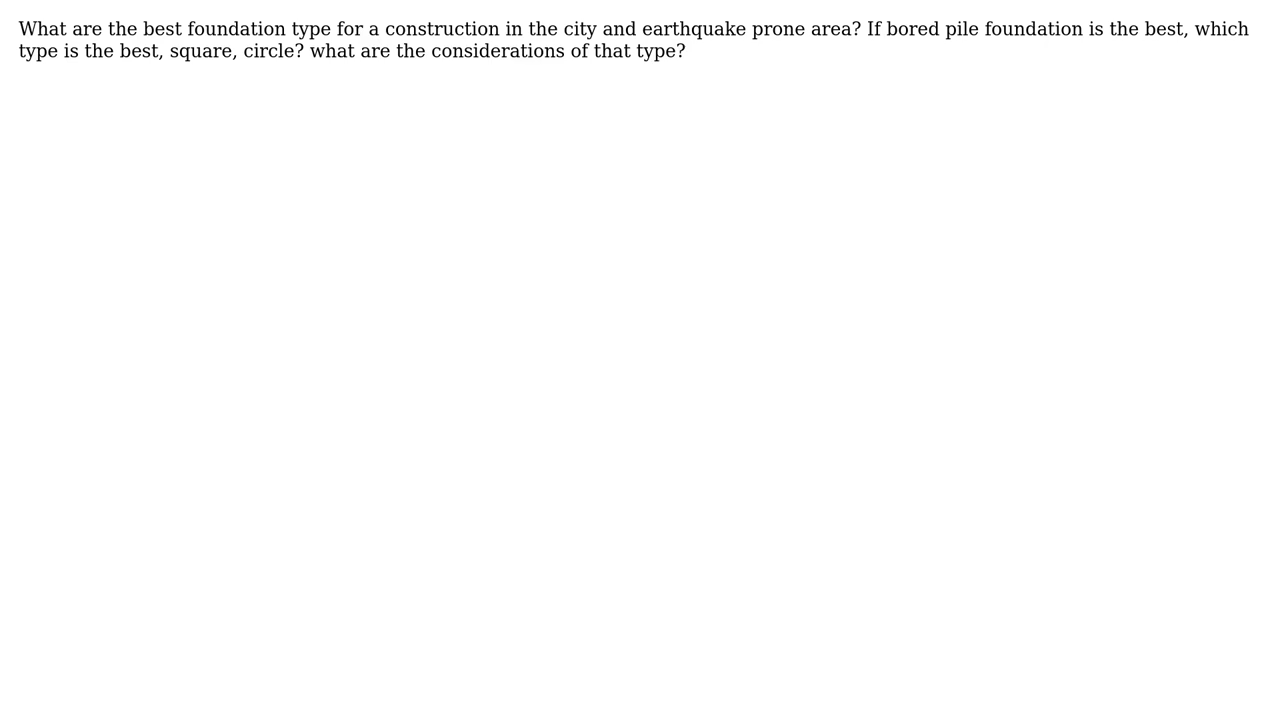 What are the best foundation type for a construction in the city and earthquake prone area? If bored pile foundation is the best, which
type is the best, square, circle? what are the considerations of that type?